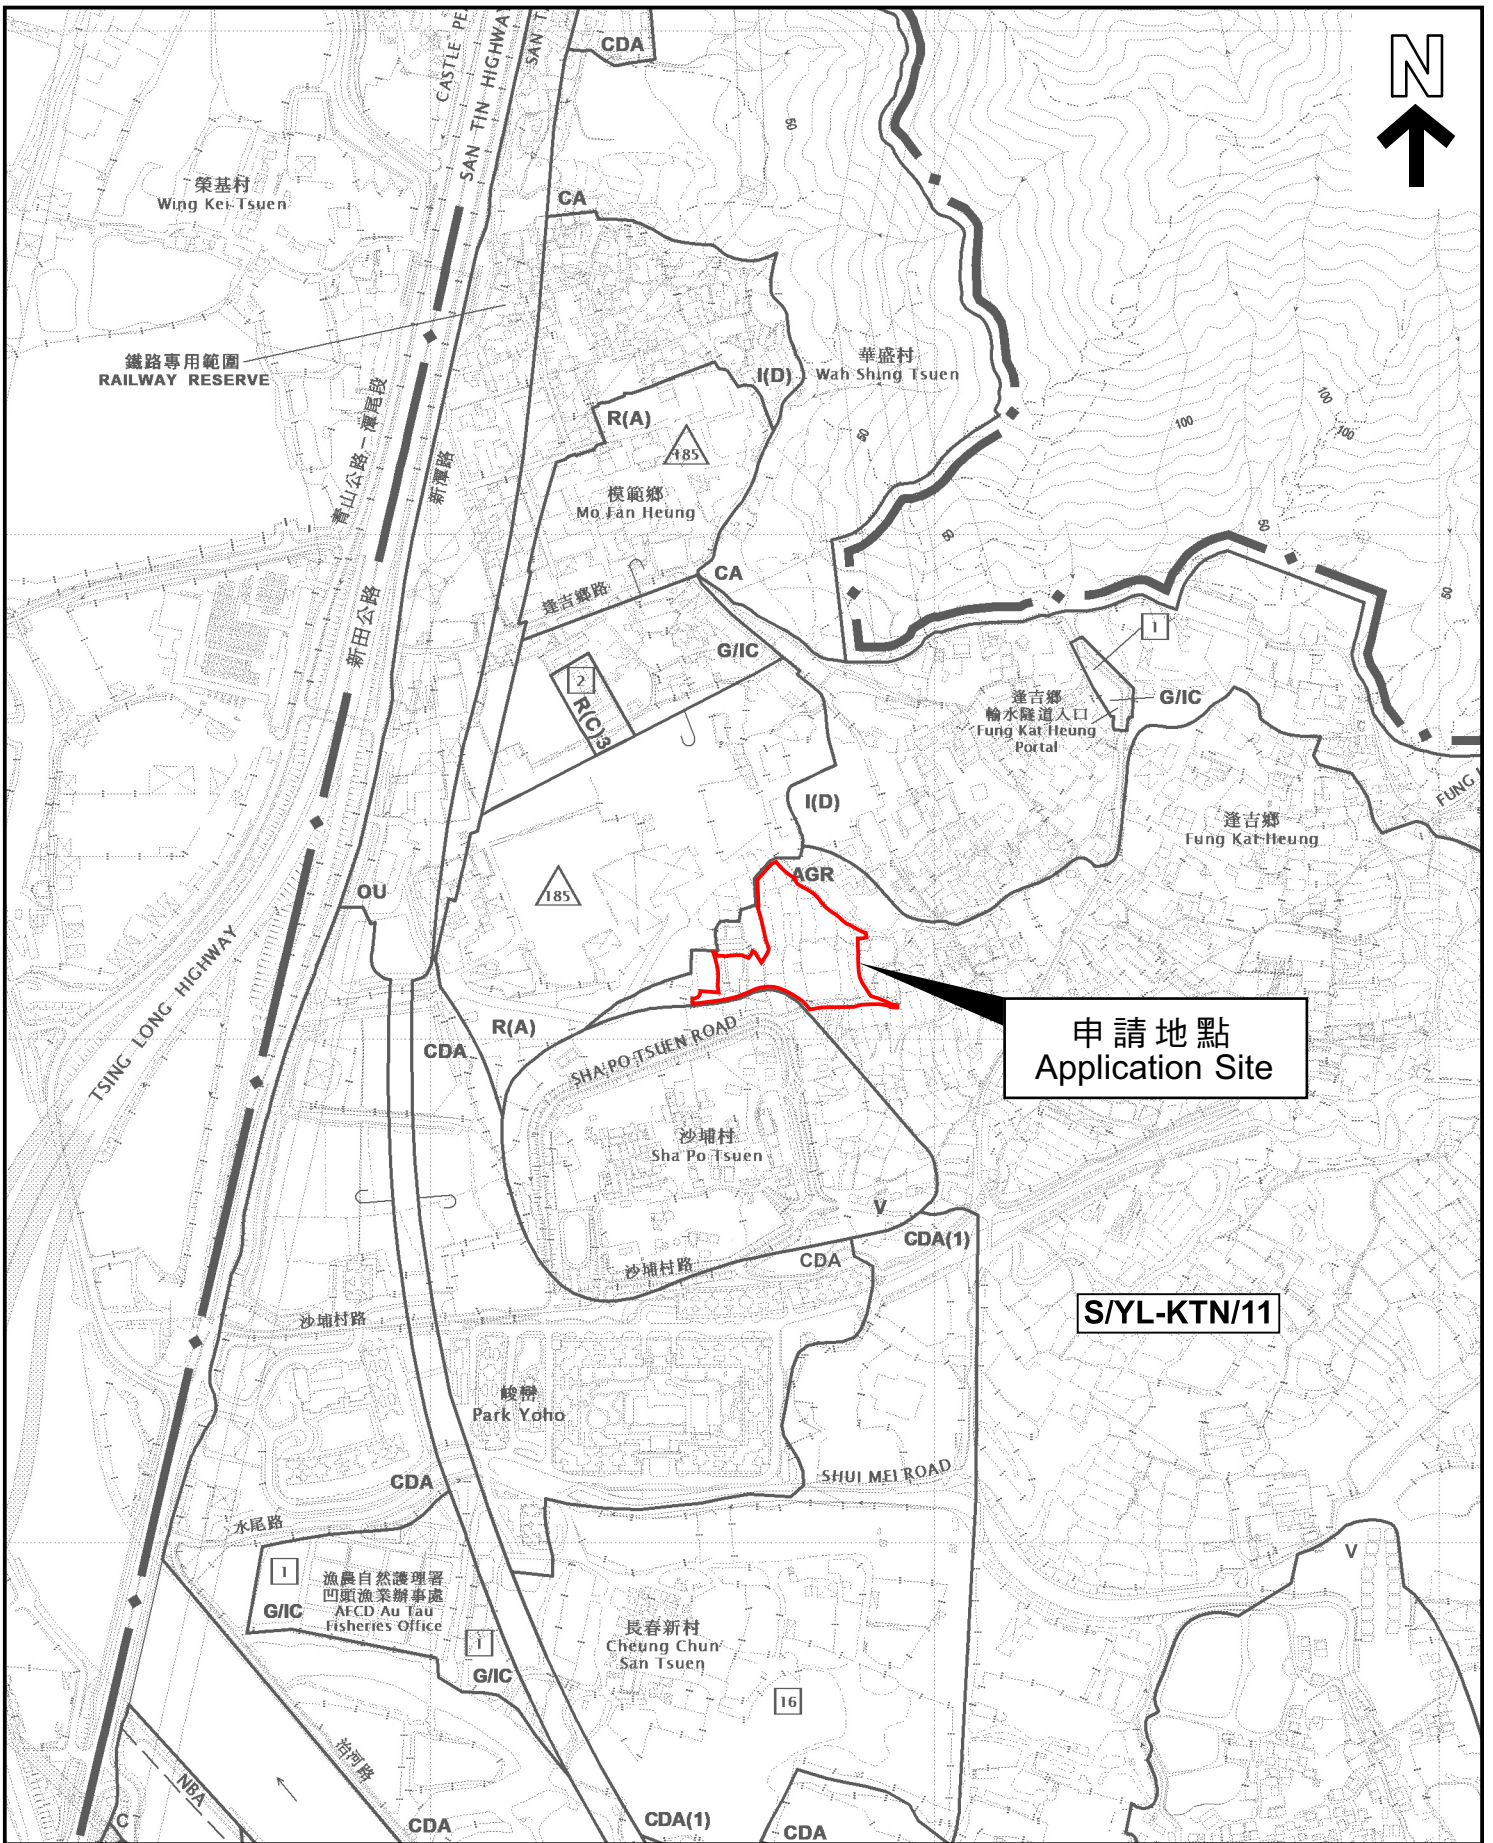 CDA
N
CASTLE PE
SAN TIN HIGHWAY
SAN T
50
榮基村
Wing Kei Tsuen
CA
鐵路專用範圍
RAILWAY RESERVE
華盛村
Wah Shing Tsuen
I(D)
R(A)
185
100
100
100
50
青山公路－潭尾段
新潭路
模範鄉
Mo Fan Heung
50
50
CA
新田公路
逢吉鄉路
50
1
G/IC
2
R(C)3
逢吉鄉
輸水隧道入口
Fung Kat Heung
Portal
G/IC
I(D)
FUNG
逢吉鄉
Fung Kat Heung
OU
185
AGR
TSING LONG HIGHWAY
申請地點
Application Site
R(A)
CDA
SHA PO TSUEN ROAD
沙埔村
Sha Po Tsuen
V
CDA(1)
CDA
沙埔村路
沙埔村路
S/YL-KTN/11
峻巒
Park Yoho
CDA
SHUI MEI ROAD
水尾路
V
1
漁農自然護理署
凹頭漁業辦事處
AFCD Au Tau
Fisheries Office
G/IC
1
G/IC
長春新村
Cheung Chun
San Tsuen
16
治河路
NBA
C
CDA
CDA(1)
CDA